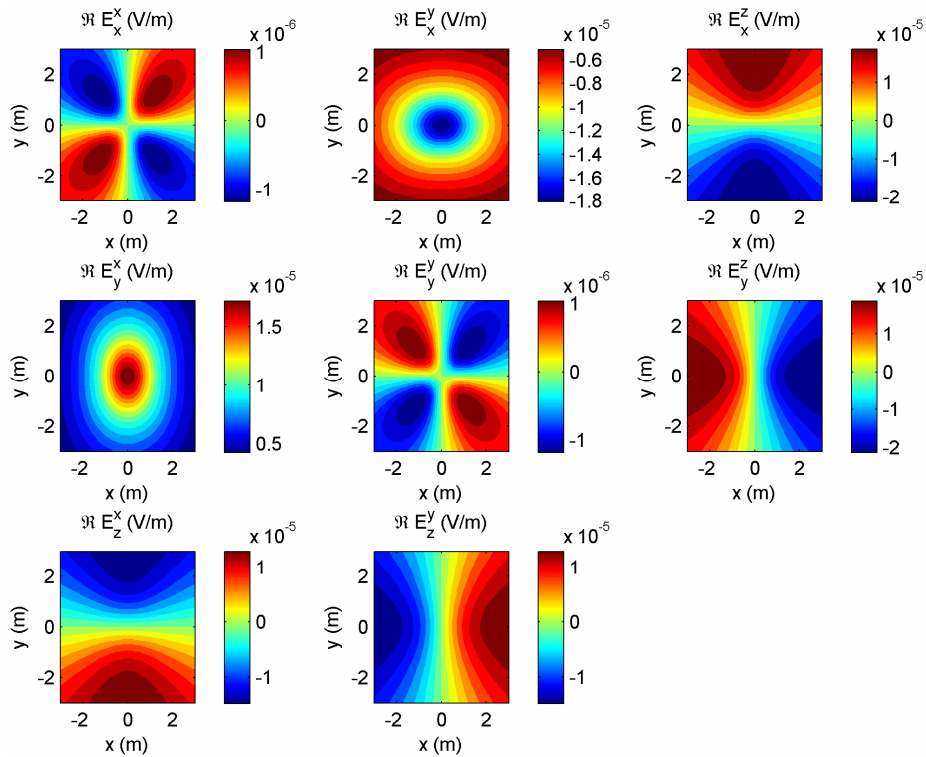 ℜ E_x^x (V/m)
x 10^-6
1
0
-1
2
0
-2
y (m)
-2 0 2
x (m)
ℜ E_x^y (V/m)
x 10^-5
-0.6
-0.8
-1
-1.2
-1.4
-1.6
-1.8
2
0
-2
y (m)
-2 0 2
x (m)
ℜ E_x^z (V/m)
x 10^-5
2
1
0
-1
-2
2
0
-2
y (m)
-2 0 2
x (m)
ℜ E_y^x (V/m)
x 10^-5
1.5
1
0.5
2
0
-2
y (m)
-2 0 2
x (m)
ℜ E_y^y (V/m)
x 10^-6
1
0
-1
2
0
-2
y (m)
-2 0 2
x (m)
ℜ E_y^z (V/m)
x 10^-5
2
1
0
-1
-2
2
0
-2
y (m)
-2 0 2
x (m)
ℜ E_z^x (V/m)
x 10^-5
1
0
-1
2
0
-2
y (m)
-2 0 2
x (m)
ℜ E_z^y (V/m)
x 10^-5
1
0
-1
2
0
-2
y (m)
-2 0 2
x (m)